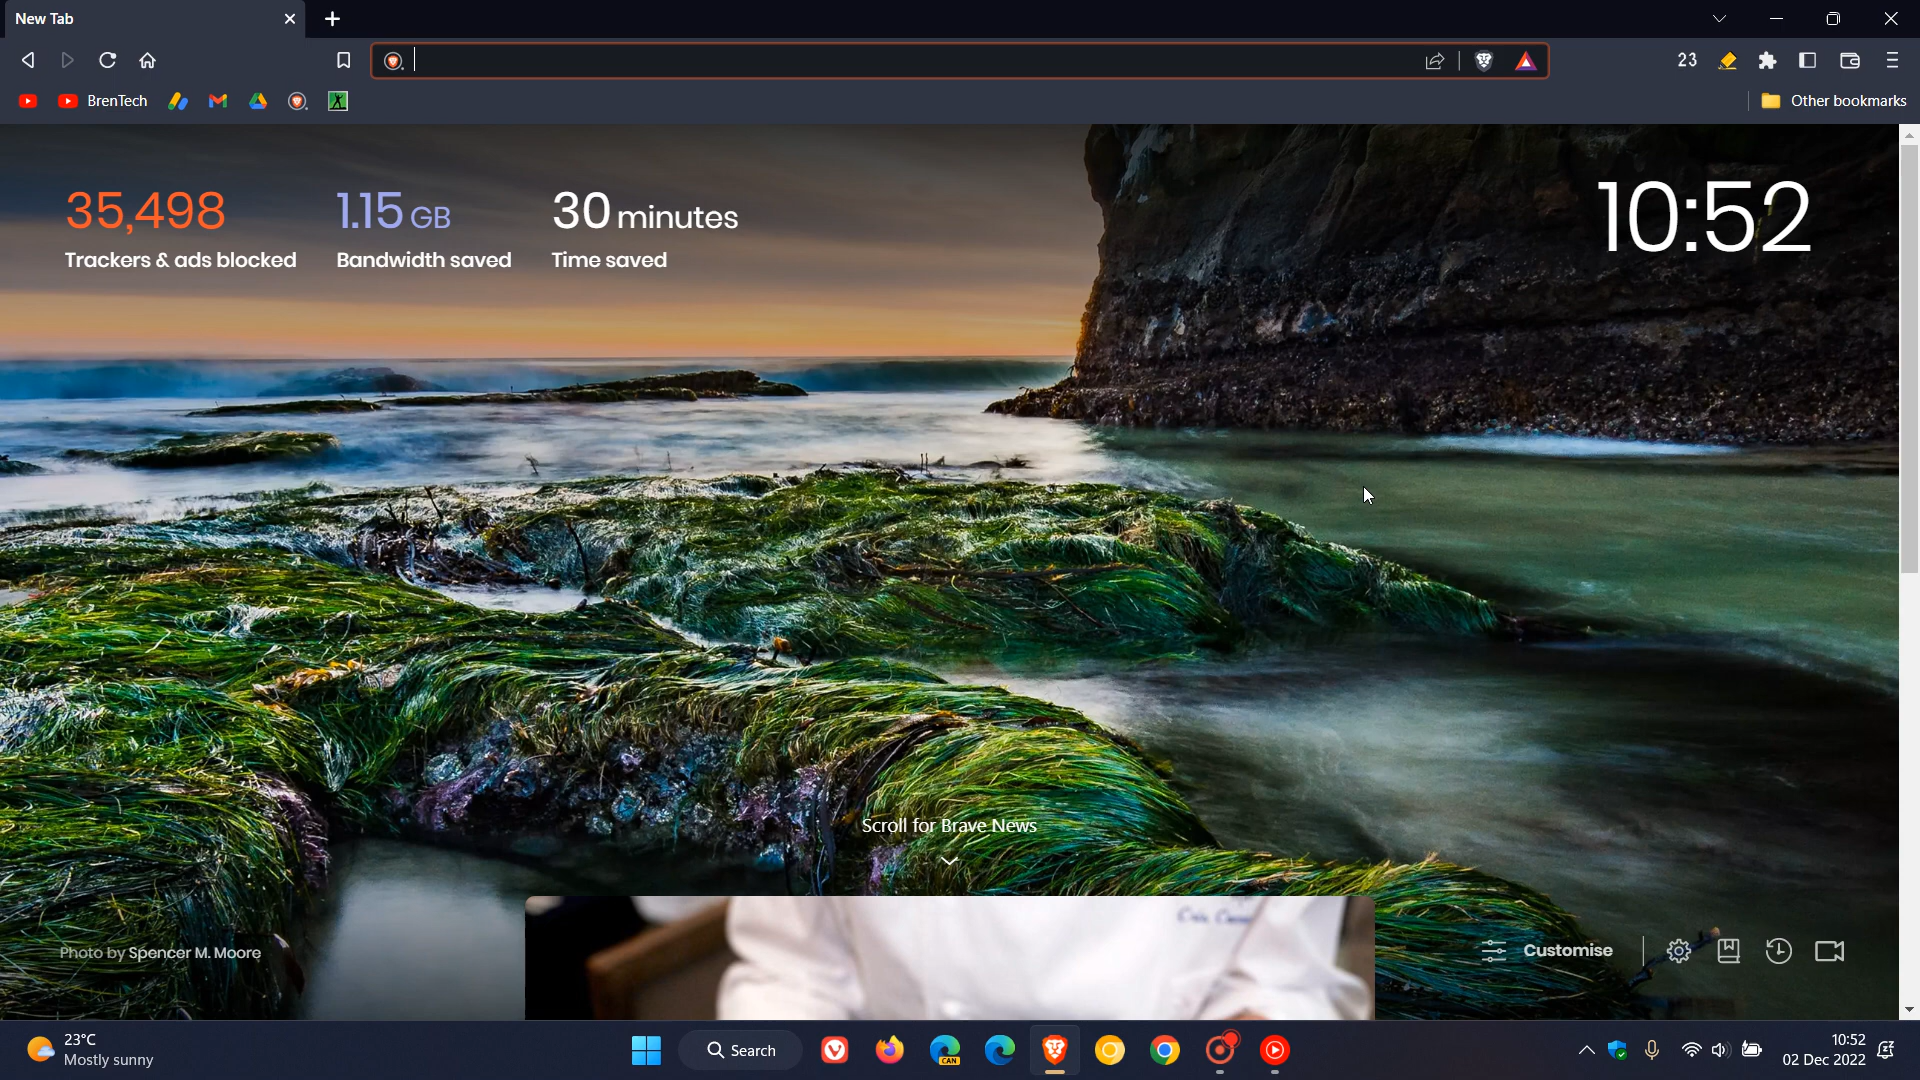 New Tab
23
BrenTech
Other bookmarks
35,498
Trackers & ads blocked
1.15 GB
Bandwidth saved
30 minutes
Time saved
10:52
Scroll for Brave News
Photo by Spencer M. Moore
Customise
23°C
Mostly sunny
Search
CAN
10:52
02 Dec 2022